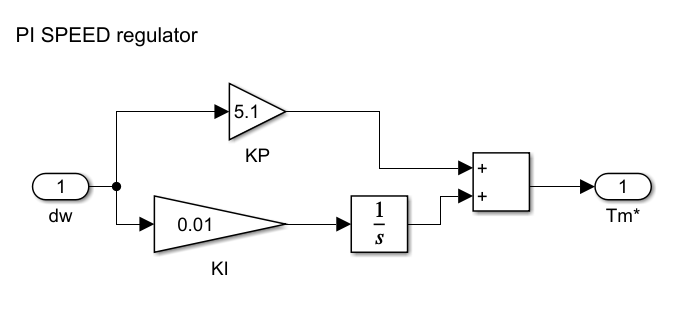 PI SPEED regulator
5.1
KP
1
dw
0.01
KI
1
s
+
+
1
Tm*